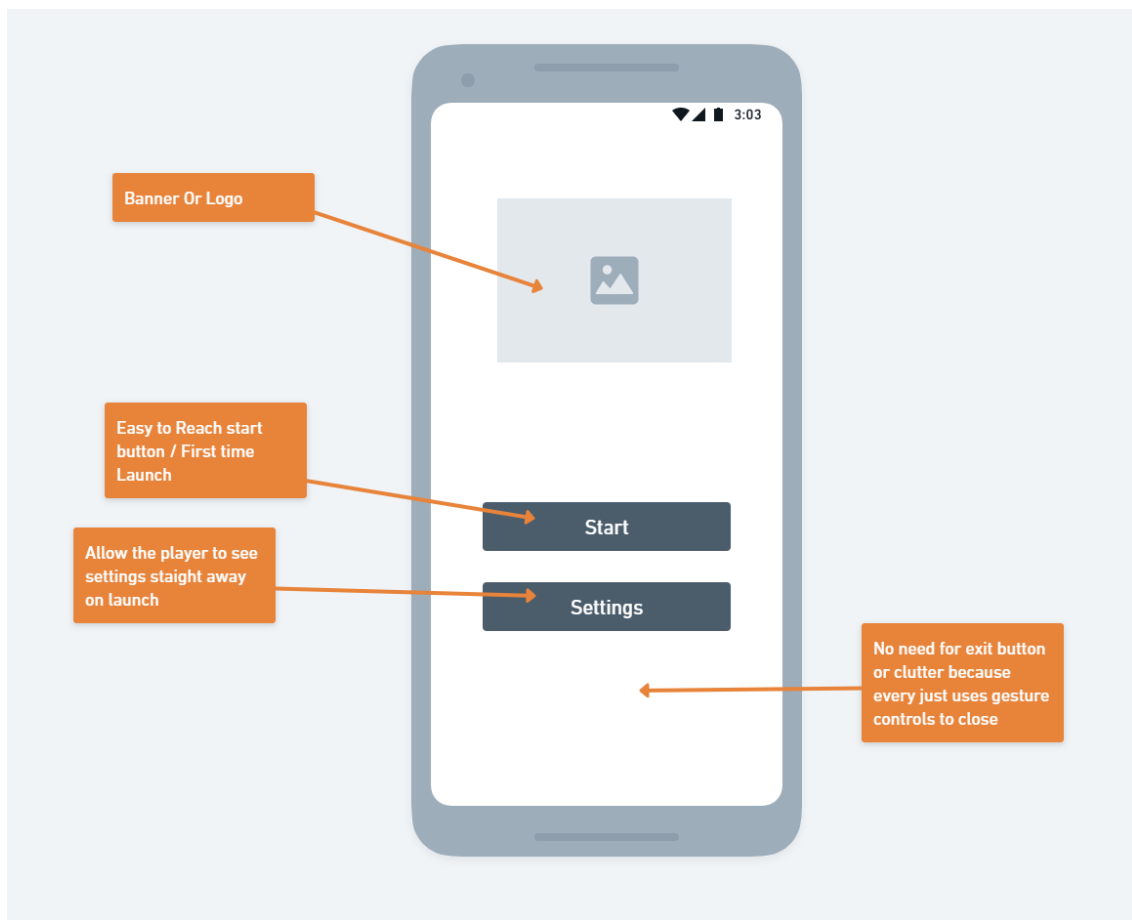 3:03
Banner Or Logo
Easy to Reach start
button / First time
Launch
Start
Allow the player to see
settings staight away
on launch
Settings
No need for exit button
or clutter because
every just uses gesture
controls to close